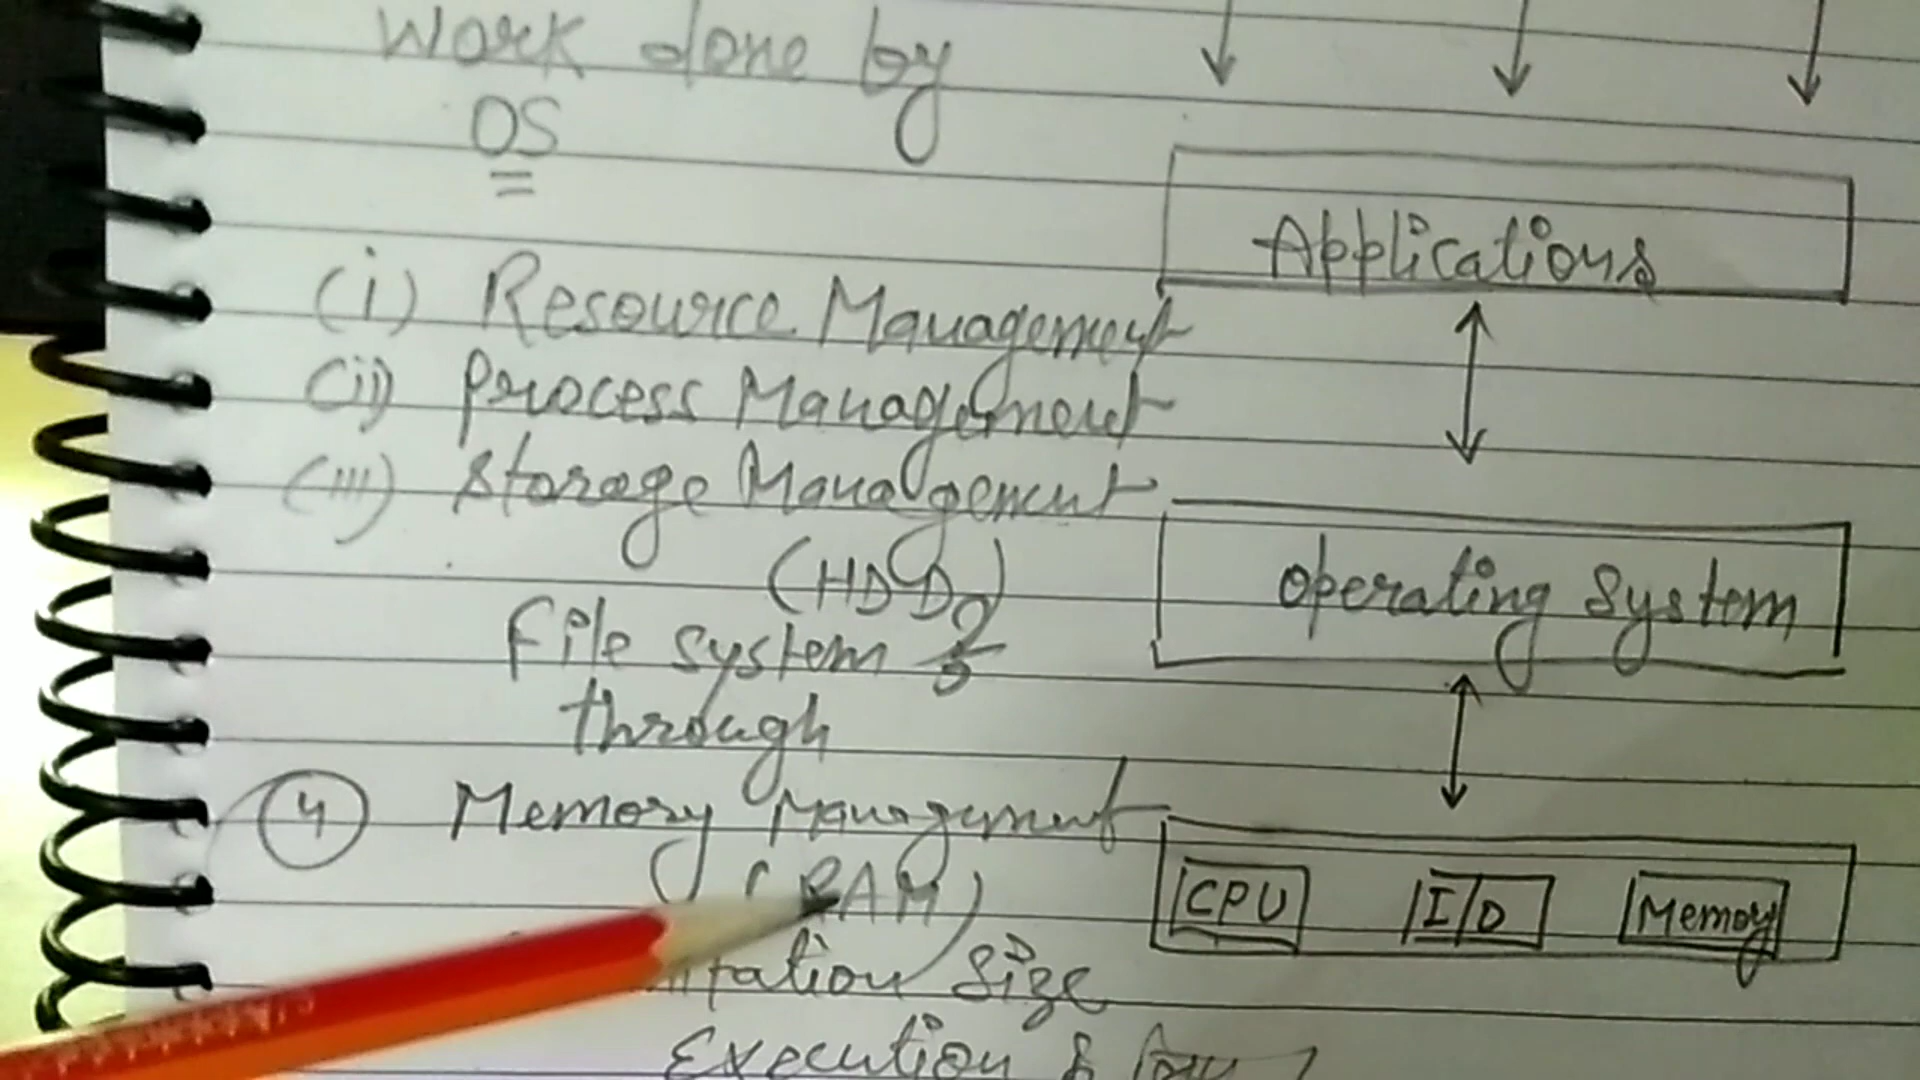 Work done by
OS
(i) Resource Management
(ii) Process Management
(iii) Storage Management
(HDD)
File system
through
4 Memory Management
(RAM)
Size
Execution &
Applications
Operating System
CPU I/O Memory